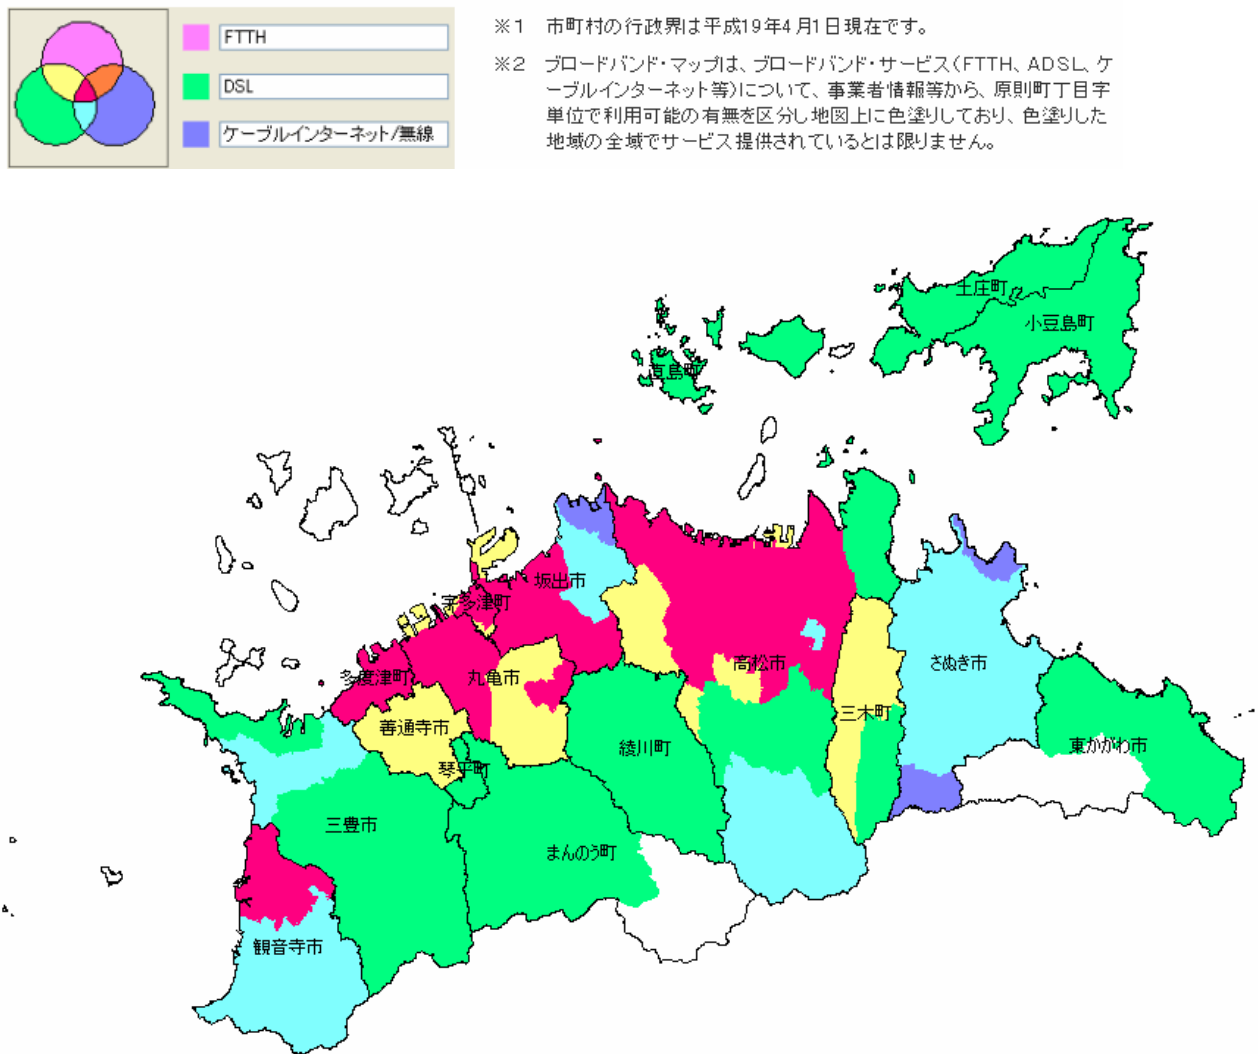 FTTH
DSL
ケーブルインターネット/無線
※1 市町村の行政界は平成19年4月1日現在です。
※2 ブロードバンド・マップは、ブロードバンド・サービス(FTTH、ADSL、ケ
ーブルインターネット等)について、事業者情報等から、原則町丁目字
単位で利用可能の有無を区分し地図上に色塗りしており、色塗りした
地域の全域でサービス提供されているとは限りません。
土庄町
小豆島町
直島町
坂出市
宇多津町
高松市
さぬき市
多度津町
丸亀市
善通寺市
三木町
綾川町
東かがわ市
琴平町
三豊市
まんのう町
観音寺市